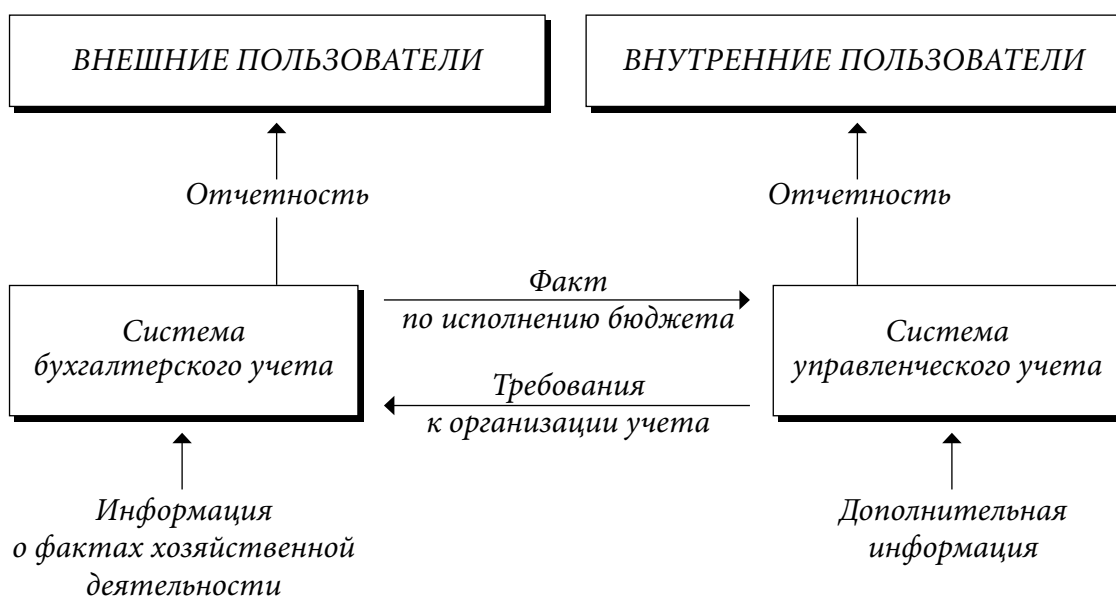 ВНЕШНИЕ ПОЛЬЗОВАТЕЛИ
ВНУТРЕННИЕ ПОЛЬЗОВАТЕЛИ
Отчетность
Отчетность
Система
бухгалтерского учета
Факт
по исполнению бюджета
Требования
к организации учета
Система
управленческого учета
Информация
о фактах хозяйственной
деятельности
Дополнительная
информация